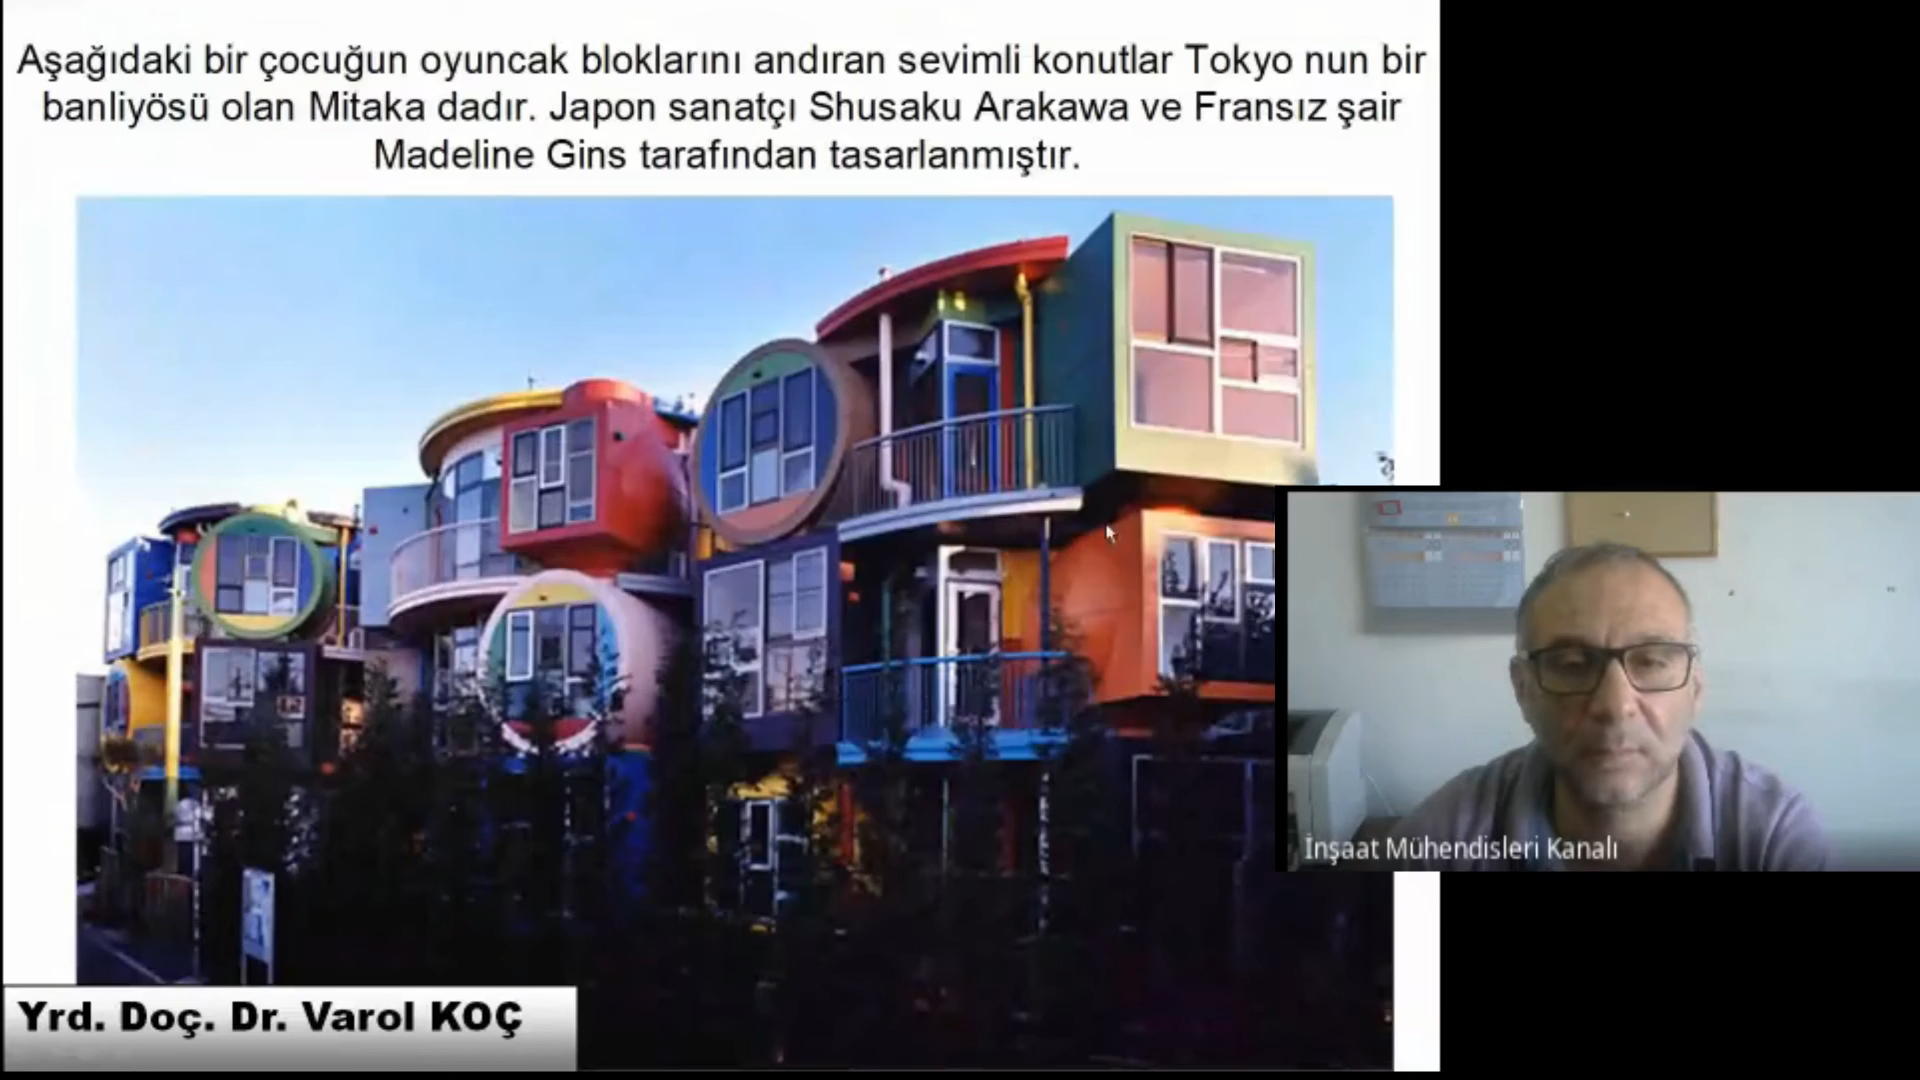 Aşağıdaki bir çocuğun oyuncak bloklarını andıran sevimli konutlar Tokyo nun bir
banliyösü olan Mitaka dadır. Japon sanatçı Shusaku Arakawa ve Fransız şair
Madeline Gins tarafından tasarlanmıştır.
İnşaat Mühendisleri Kanalı
Yrd. Doç. Dr. Varol KOÇ